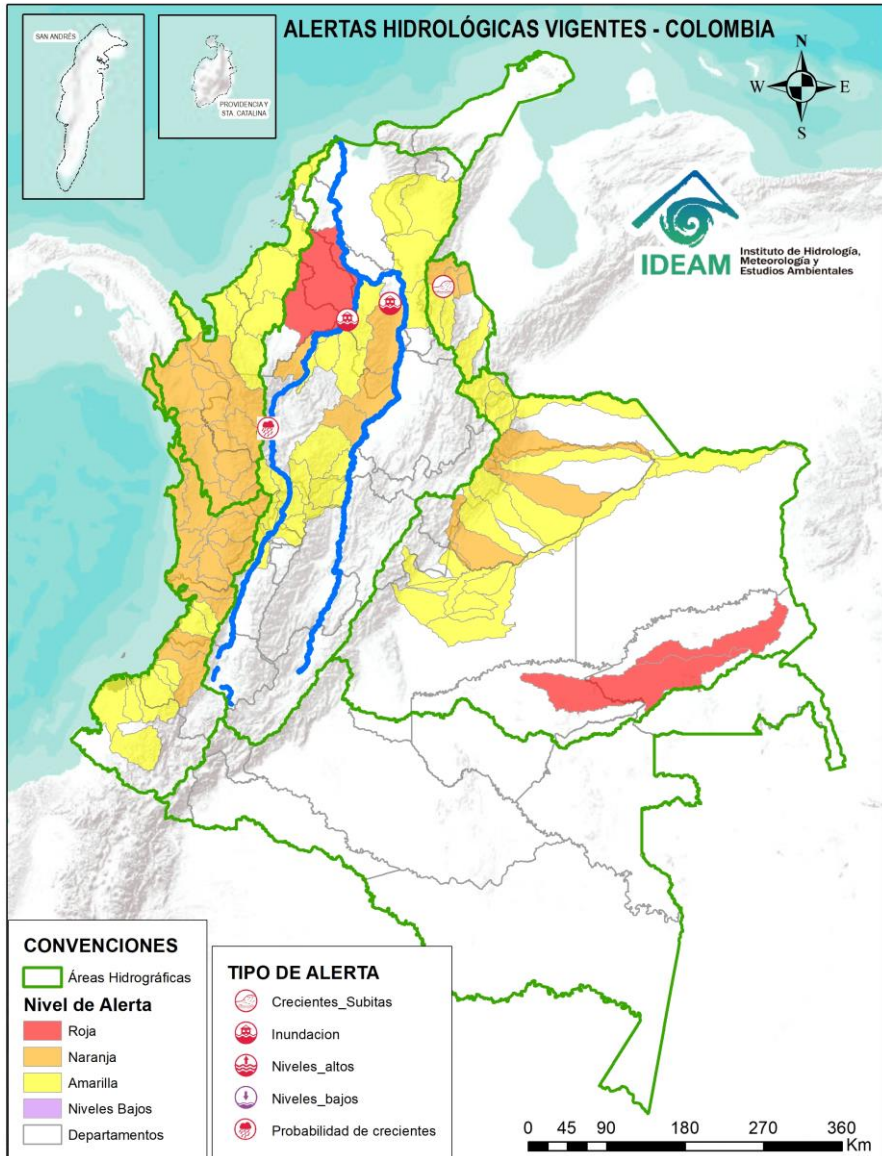 ALERTAS HIDROLÓGICAS VIGENTES - COLOMBIA
SAN ANDRÉS
PROVIDENCIA Y
STA. CATALINA
N
W
E
S
IDEAM
Instituto de Hidrología,
Meteorología y
Estudios Ambientales
CONVENCIONES
Áreas Hidrográficas
Nivel de Alerta
Roja
Naranja
Amarilla
Niveles Bajos
Departamentos
TIPO DE ALERTA
Crecientes_Subitas
Inundacion
Niveles_altos
Niveles_bajos
Probabilidad de crecientes
0 45 90 180 270 360
Km